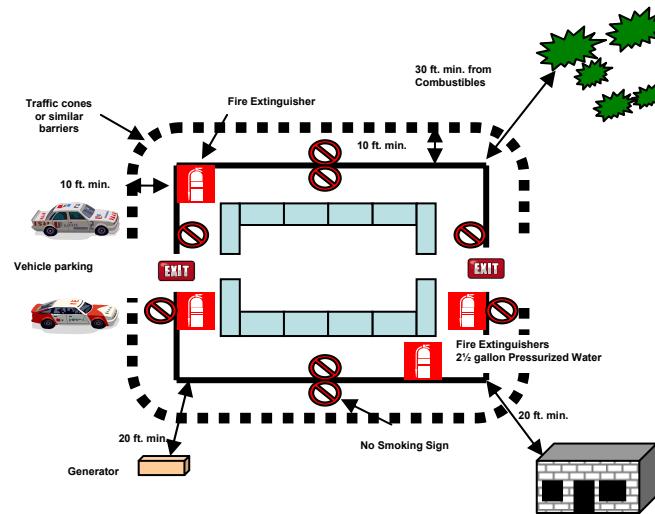 30 ft. min. from
Combustibles
Traffic cones
or similar
barriers
Fire Extinguisher
10 ft. min.
10 ft. min.
Vehicle parking
EXIT
EXIT
Fire Extinguishers
2½ gallon Pressurized Water
20 ft. min.
20 ft. min.
No Smoking Sign
Generator